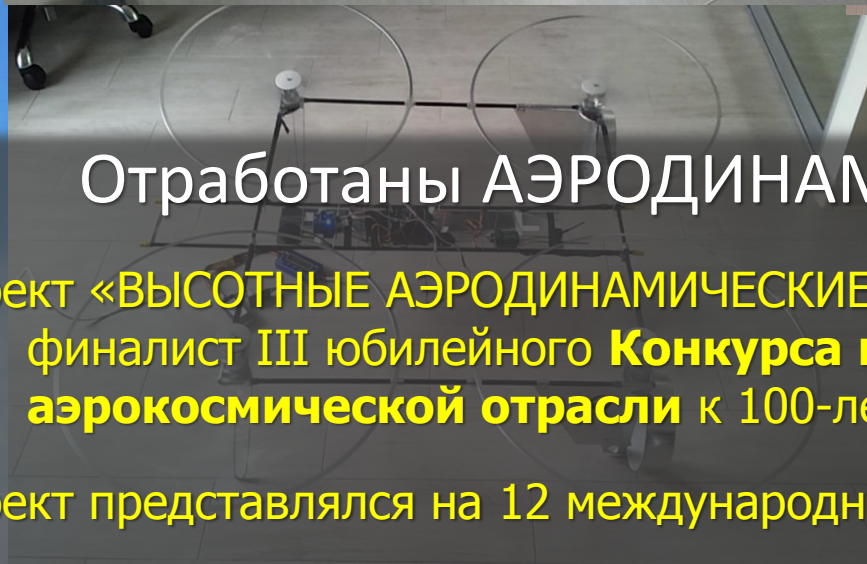 Отработаны АЭРОДИНАМ
ект «ВЫСОТНЫЕ АЭРОДИНАМИЧЕСКИЕ
финалист III юбилейного Конкурса
аэрокосмической отрасли к 100-ле
ект представлялся на 12 международн